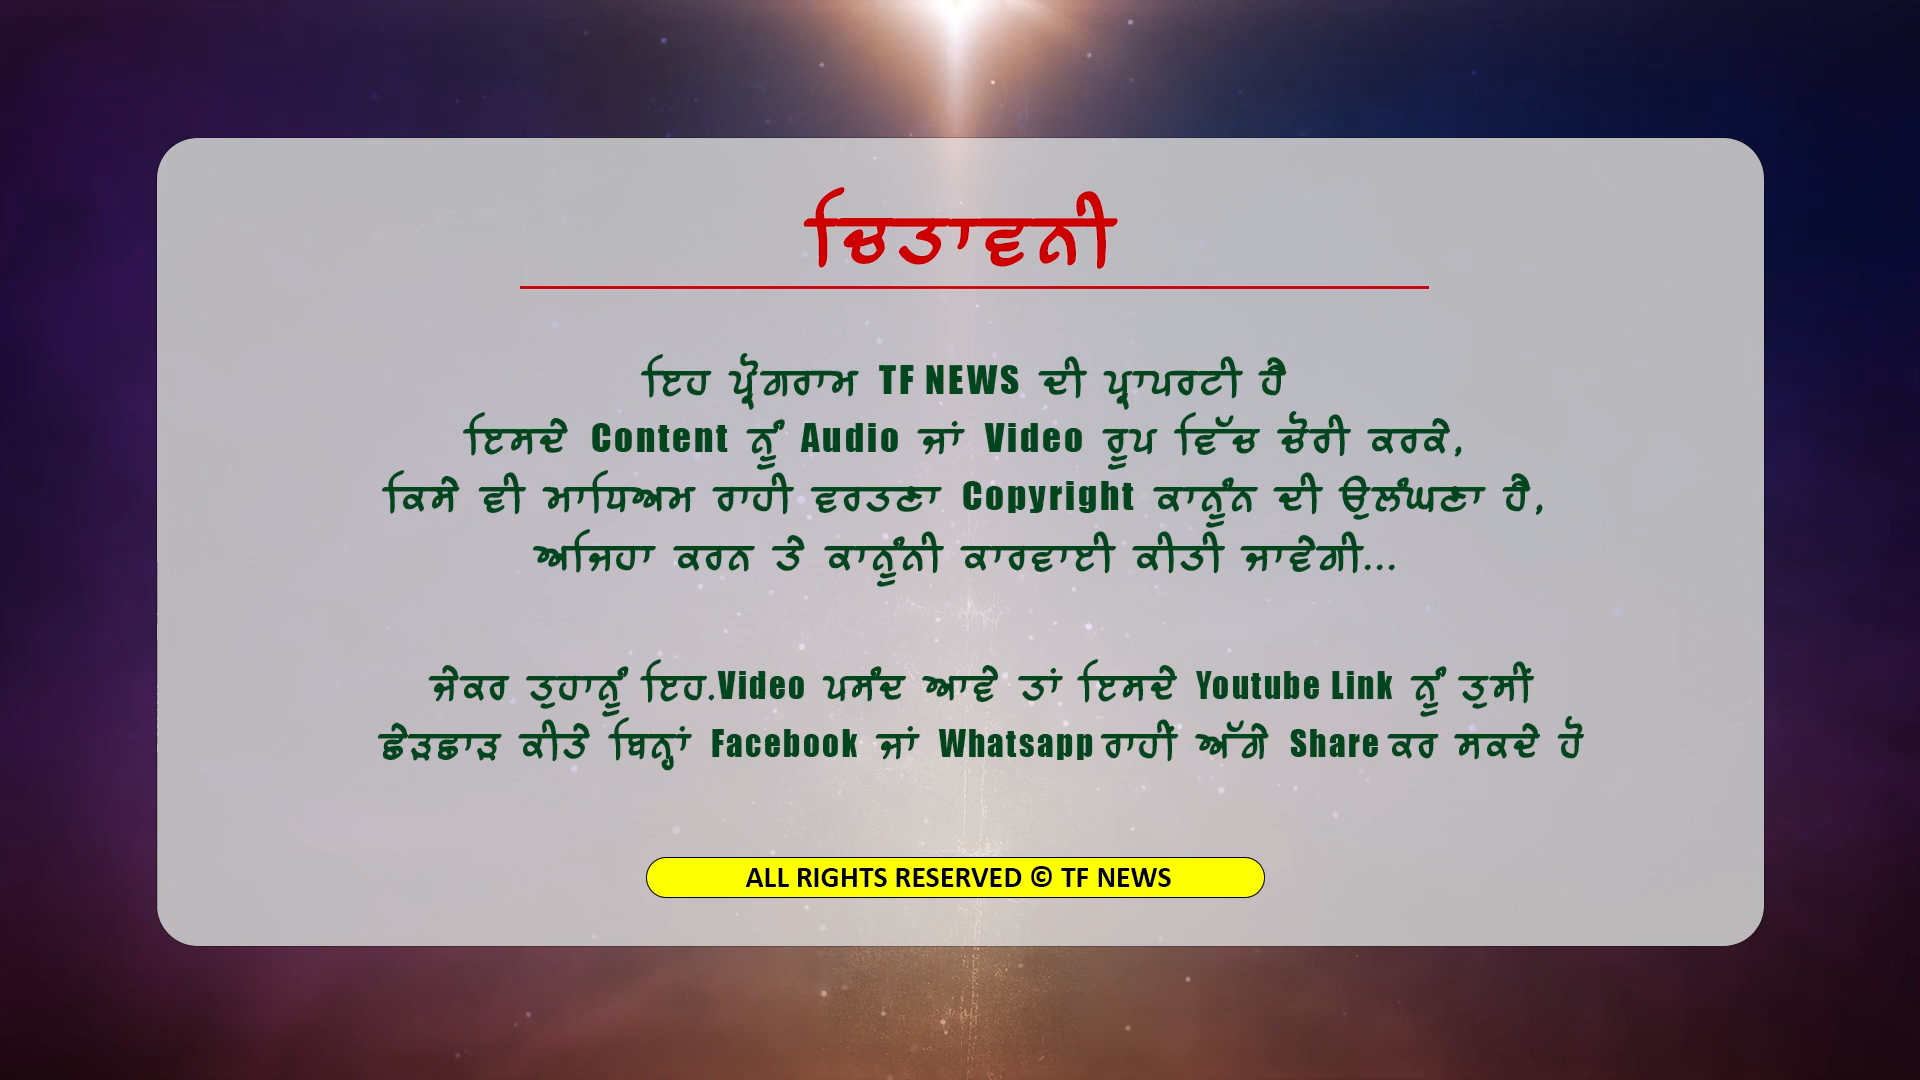 ਚਿਤਾਵਨੀ
ਇਹ ਪ੍ਰੋਗਰਾਮ TF NEWS ਦੀ ਪ੍ਰਾਪਰਟੀ ਹੈ
ਇਸਦੇ Content ਨੂੰ Audio ਜਾਂ Video ਰੂਪ ਵਿੱਚ ਚੋਰੀ ਕਰਕੇ,
ਕਿਸੇ ਵੀ ਮਾਧਿਅਮ ਰਾਹੀ ਵਰਤਣਾ Copyright ਕਾਨੂੰਨ ਦੀ ਉਲੰਘਣਾ ਹੈ,
ਅਜਿਹਾ ਕਰਨ ਤੇ ਕਾਨੂੰਨੀ ਕਾਰਵਾਈ ਕੀਤੀ ਜਾਵੇਗੀ...
ਜੇਕਰ ਤੁਹਾਨੂੰ ਇਹ.Video ਪਸੰਦ ਆਵੇ ਤਾਂ ਇਸਦੇ Youtube Link ਨੂੰ ਤੁਸੀਂ
ਛੇੜਛਾੜ ਕੀਤੇ ਬਿਨ੍ਹਾਂ Facebook ਜਾਂ Whatsapp ਰਾਹੀਂ ਅੱਗੇ Share ਕਰ ਸਕਦੇ ਹੋ
ALL RIGHTS RESERVED © TF NEWS